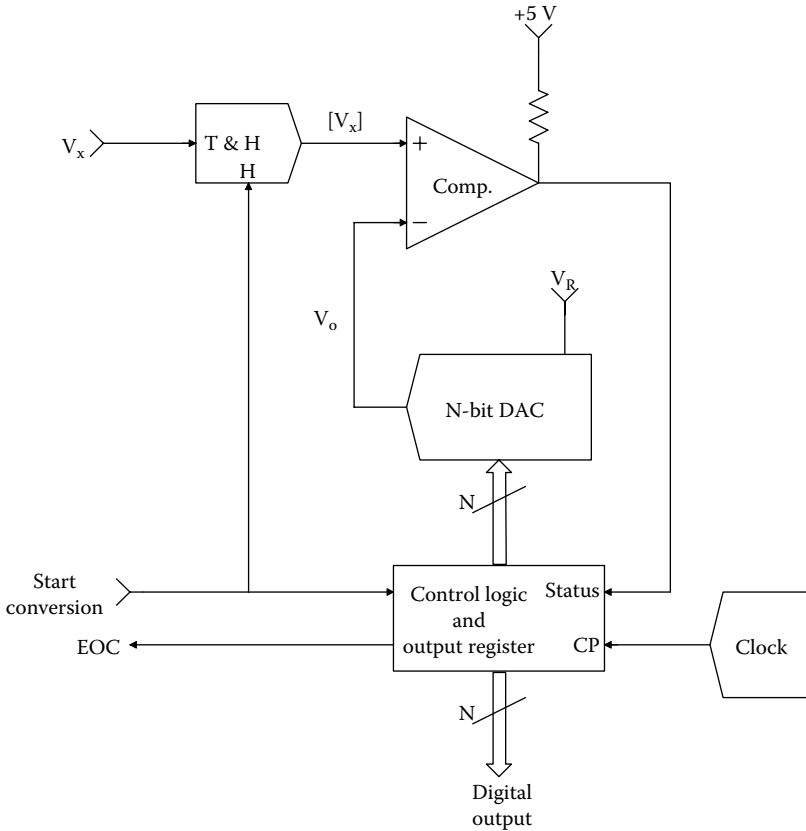 +5 V
V_x
T & H
H
[V_x]
+
Comp.
−
V_R
V_o
N-bit DAC
N
Start
conversion
Control logic
and
output register
Status
CP
EOC
Clock
N
Digital
output